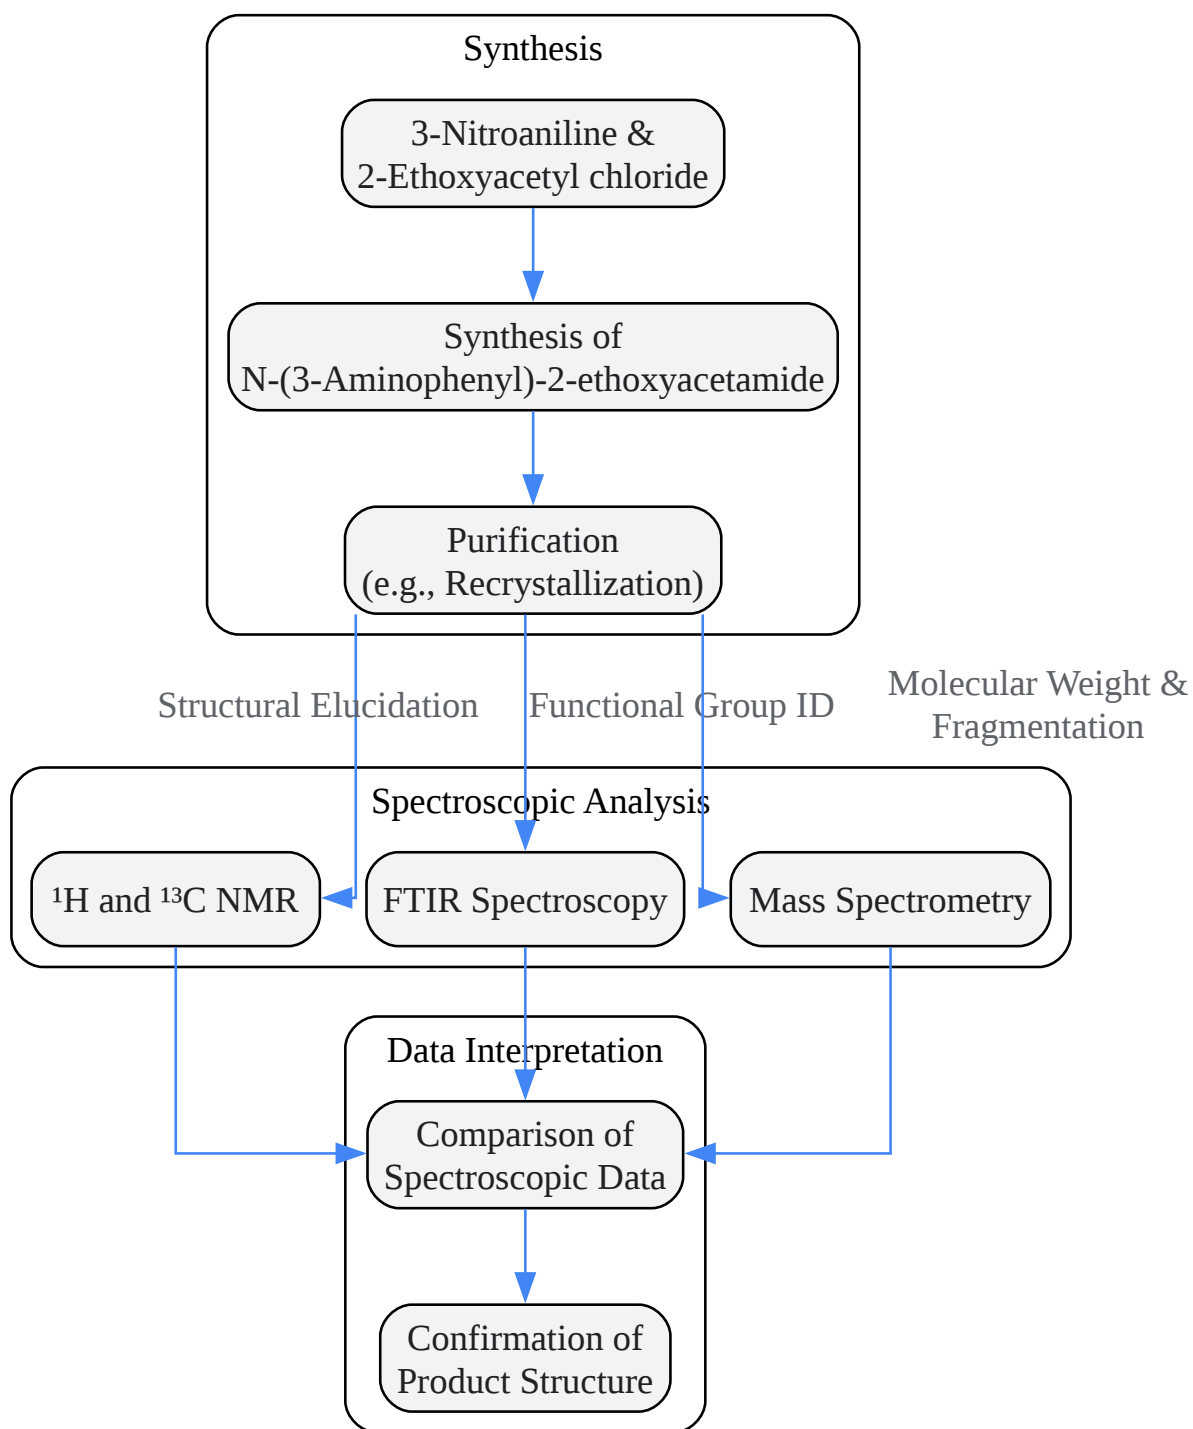 Synthesis
3-Nitroaniline &
2-Ethoxyacetyl chloride
Synthesis of
N-(3-Aminophenyl)-2-ethoxyacetamide
Purification
(e.g., Recrystallization)
Structural Elucidation
Functional Group ID
Molecular Weight &
Fragmentation
Spectroscopic Analysis
¹H and ¹³C NMR
FTIR Spectroscopy
Mass Spectrometry
Data Interpretation
Comparison of
Spectroscopic Data
Confirmation of
Product Structure